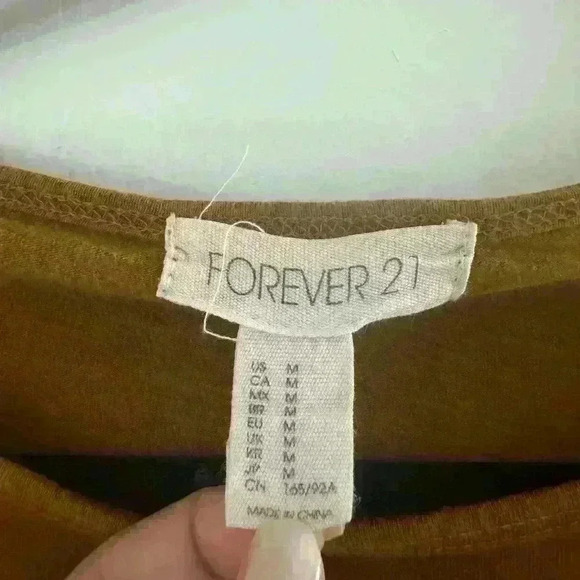 FOREVER 21
US M
CA M
MX M
BR M
EU M
UK M
KR M
JP M
CN 165/92A
MADE IN CHINA